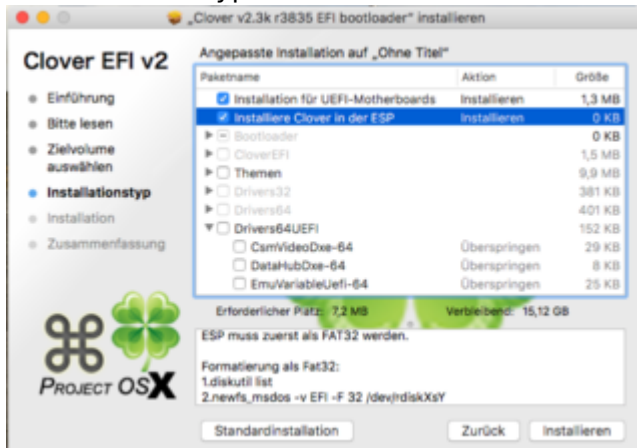 „Clover v2.3k r3835 EFI bootloader" installieren
Clover EFI v2
Angepasste Installation auf „Ohne Titel"
Paketname Aktion Größe
Einführung
Bitte lesen
Zielvolume
auswählen
Installationstyp
Installation
Zusammenfassung
Installation für UEFI-Motherboards Installieren 1,3 MB
Installiere Clover in der ESP Installieren 0 KB
Bootloader 0 KB
CloverEFI 1,5 MB
Themen 9,9 MB
Drivers32 381 KB
Drivers64 401 KB
Drivers64UEFI 152 KB
CsmVideoDxe-64 Überspringen 29 KB
DataHubDxe-64 Überspringen 8 KB
EmuVariableUefi-64 Überspringen 25 KB
Erforderlicher Platz: 7,2 MB Verbleibend: 15,12 GB
ESP muss zuerst als FAT32 werden.
Formatierung als Fat32:
1.diskutil list
2.newfs_msdos -v EFI -F 32 /dev/rdiskXsY
PROJECT OSX
Standardinstallation Zurück Installieren